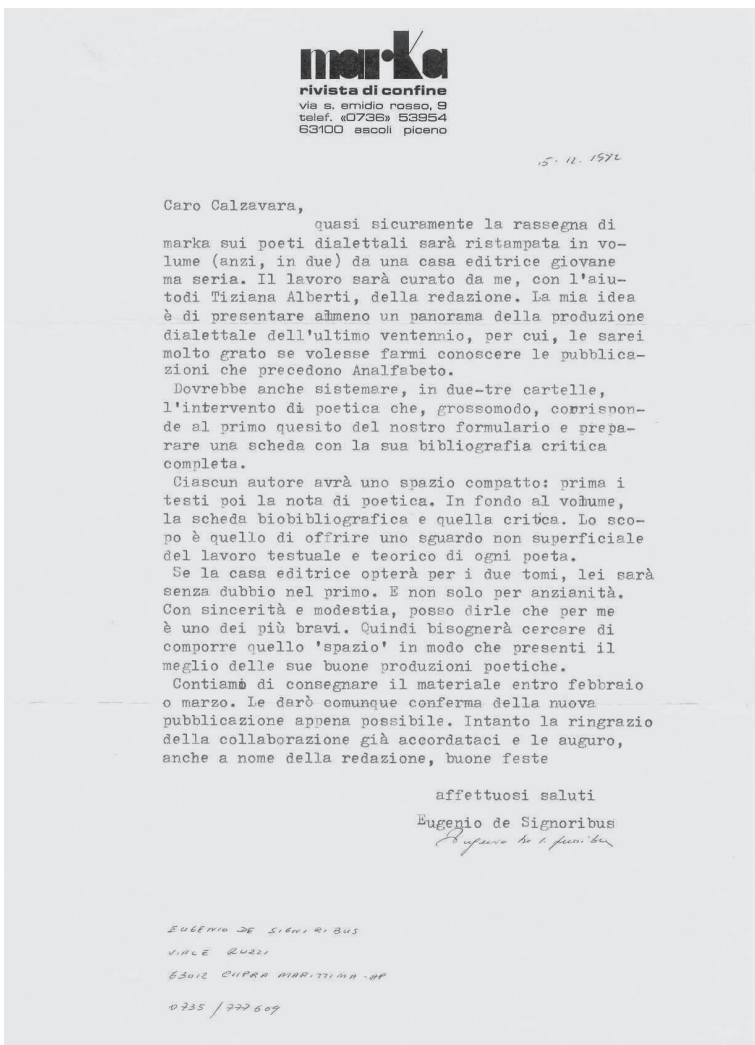 marka
rivista di confine
via s. emidio rosso, 9
telef. «0736» 53954
63100 ascoli piceno
15-12. 1982
Caro Calzavara,
quasi sicuramente la rassegna di
marka sui poeti dialettali sarà ristampata in vo-
lume (anzi, in due) da una casa editrice giovane
ma seria. Il lavoro sarà curato da me, con l'aiu-
todi Tiziana Alberti, della redazione. La mia idea
è di presentare almeno un panorama della produzione
dialettale dell'ultimo ventennio, per cui, le sarei
molto grato se volesse farmi conoscere le pubblica-
zioni che precedono Analfabeto.
Dovrebbe anche sistemare, in due-tre cartelle,
l'intervento di poetica che, grossomodo, corrispon-
de al primo quesito del nostro formulario e prepa-
rare una scheda con la sua bibliografia critica
completa.
Ciascun autore avrà uno spazio compatto: prima i
testi poi la nota di poetica. In fondo al volume,
la scheda biobibliografica e quella critica. Lo sco-
po è quello di offrire uno sguardo non superficiale
del lavoro testuale e teorico di ogni poeta.
Se la casa editrice opterà per i due tomi, lei sarà
senza dubbio nel primo. E non solo per anzianità.
Con sincerità e modestia, posso dirle che per me
è uno dei più bravi. Quindi bisognerà cercare di
comporre quello 'spazio' in modo che presenti il
meglio delle sue buone produzioni poetiche.
Contiamo di consegnare il materiale entro febbraio
o marzo. Le darò comunque conferma della nuova
pubblicazione appena possibile. Intanto la ringrazio
della collaborazione già accordataci e le auguro,
anche a nome della redazione, buone feste
affettuosi saluti
Eugenio de Signoribus
Eugenio De Signoribus
EUGENIO DE SIGNIRIBUS
VIALE
63012 CUPRA MARITTIMA - AP
0735 / 777609